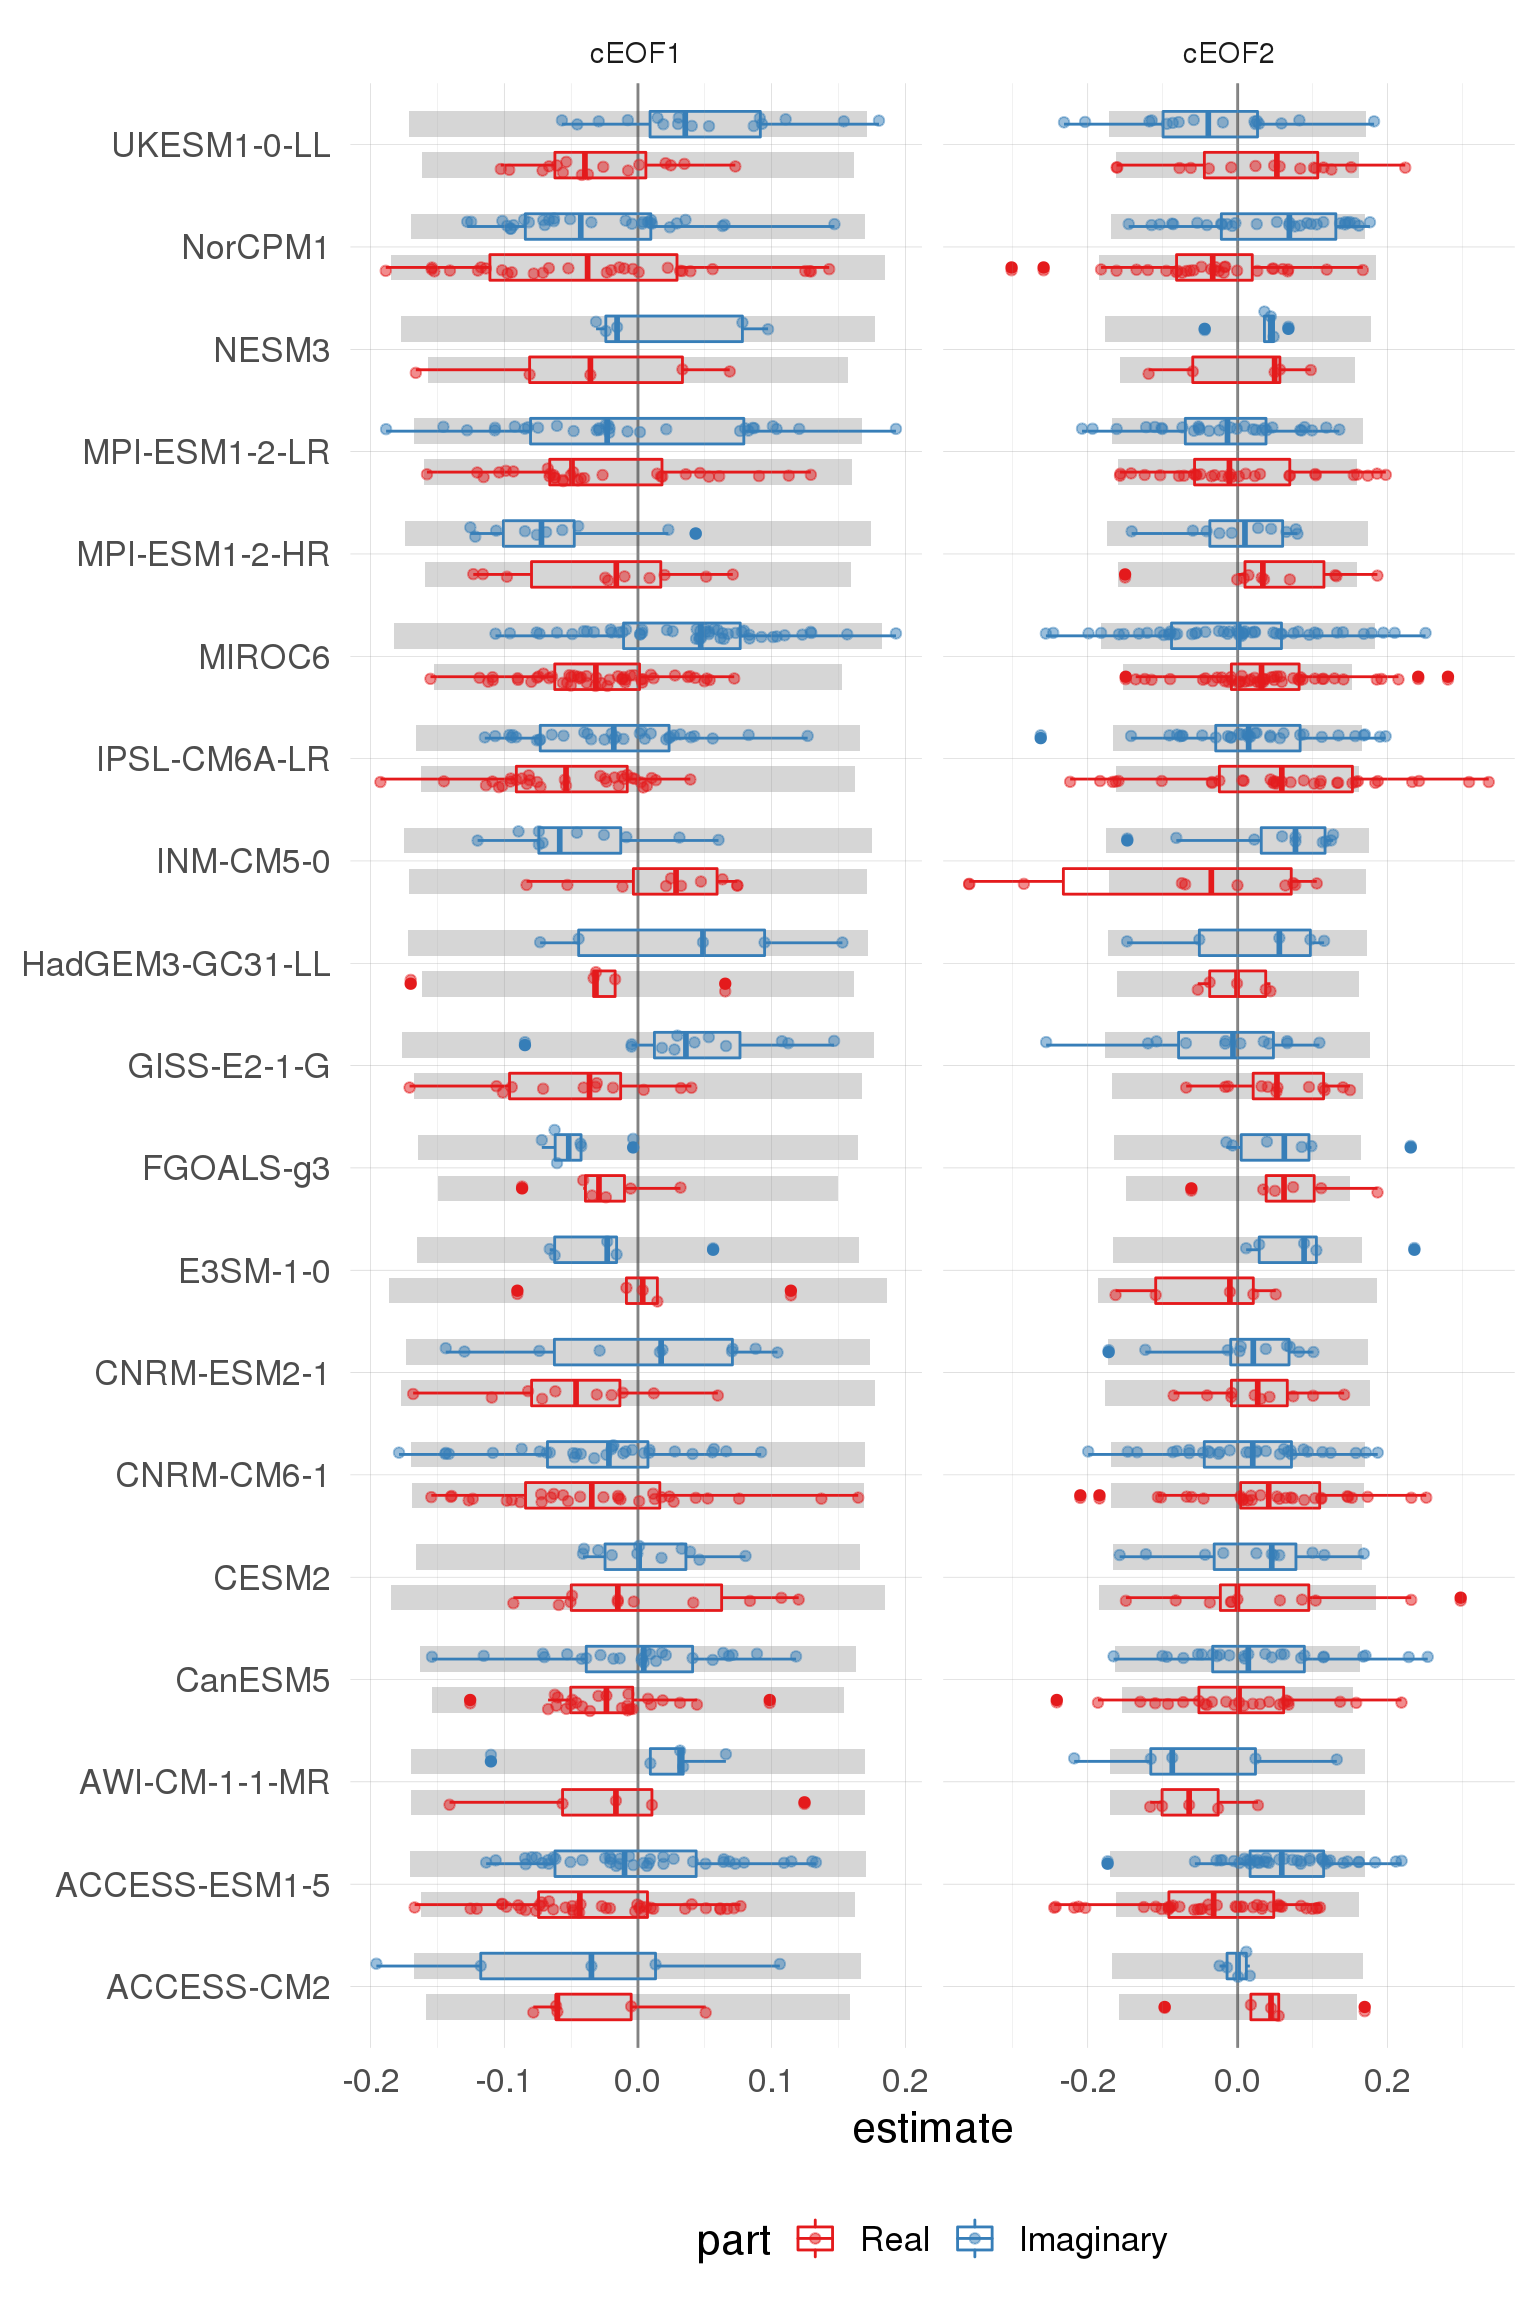 cEOF1 cEOF2
UKESM1-0-LL
NorCPM1
NESM3
MPI-ESM1-2-LR
MPI-ESM1-2-HR
MIROC6
IPSL-CM6A-LR
INM-CM5-0
HadGEM3-GC31-LL
GISS-E2-1-G
FGOALS-g3
E3SM-1-0
CNRM-ESM2-1
CNRM-CM6-1
CESM2
CanESM5
AWI-CM-1-1-MR
ACCESS-ESM1-5
ACCESS-CM2
-0.2 -0.1 0.0 0.1 0.2 -0.2 0.0 0.2
estimate
part Real Imaginary